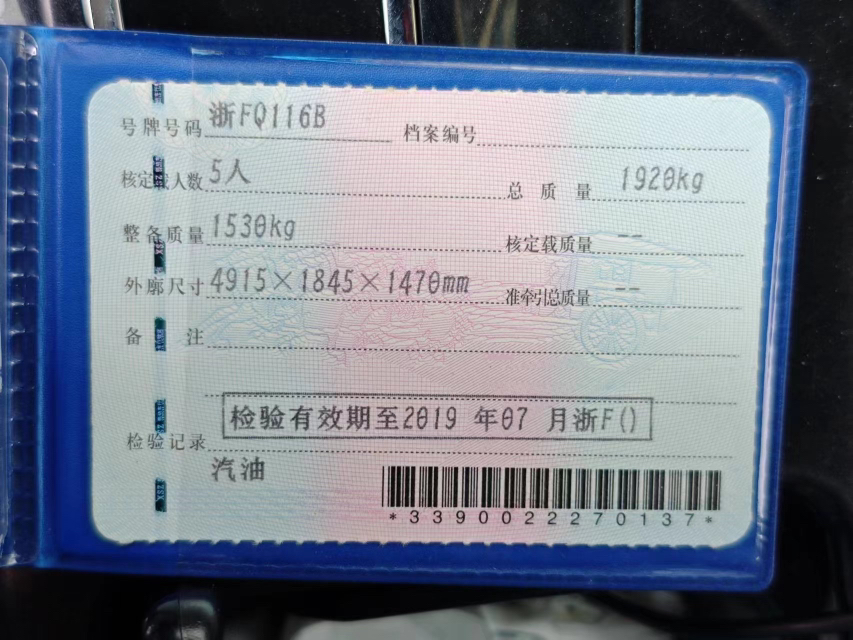 号牌号码 浙FQ116B 档案编号
核定载人数 5人 总质量 1920kg
整备质量 1530kg 核定载质量 --
外廓尺寸 4915×1845×1470mm 准牵引总质量 --
备注
检验记录 检验有效期至2019 年07 月浙F()
汽油
*3390022270137*